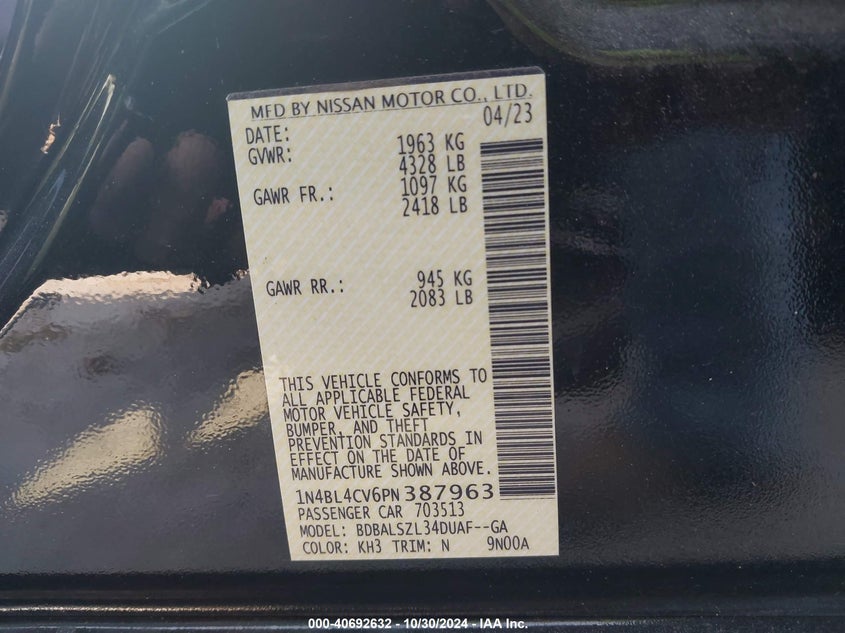 MFD BY NISSAN MOTOR CO., LTD.
DATE: 04/23
GVWR: 1963 KG
4328 LB
GAWR FR.: 1097 KG
2418 LB
GAWR RR.: 945 KG
2083 LB
THIS VEHICLE CONFORMS TO
ALL APPLICABLE FEDERAL
MOTOR VEHICLE SAFETY,
BUMPER, AND THEFT
PREVENTION STANDARDS IN
EFFECT ON THE DATE OF
MANUFACTURE SHOWN ABOVE.
1N4BL4CV6PN387963
PASSENGER CAR 703513
MODEL: BDBALSZL34DUAF--GA
COLOR: KH3 TRIM: N 9N00A
000-40692632 - 10/30/2024 - IAA Inc.